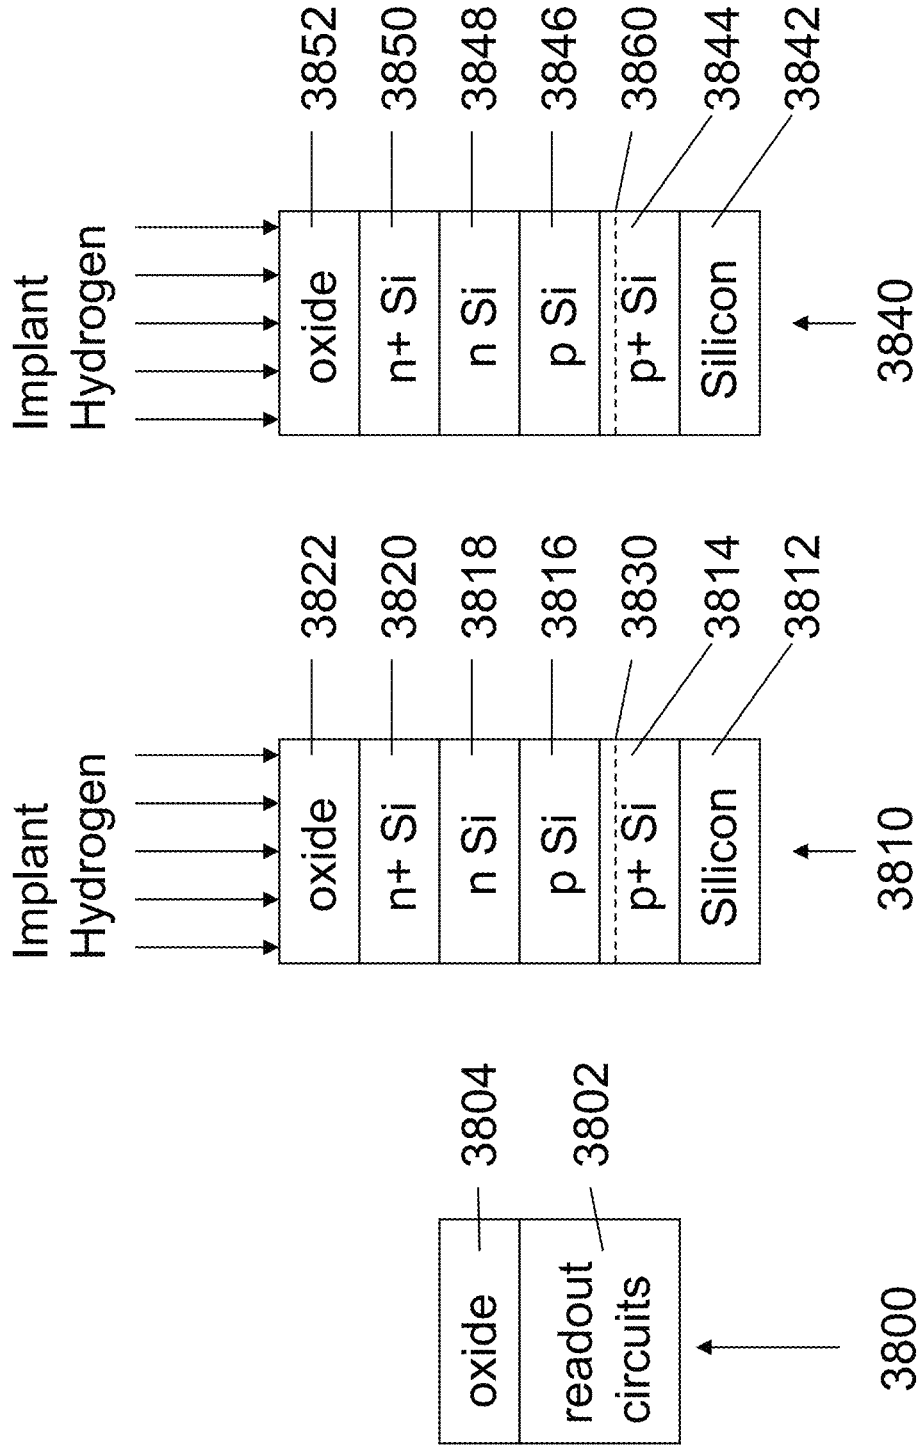 oxide
3804
readout
circuits
3802
3800
Implant
Hydrogen
oxide
3822
n+ Si
3820
n Si
3818
p Si
3816
3830
p+ Si
3814
Silicon
3812
3810
Implant
Hydrogen
oxide
3852
n+ Si
3850
n Si
3848
p Si
3846
3860
p+ Si
3844
Silicon
3842
3840